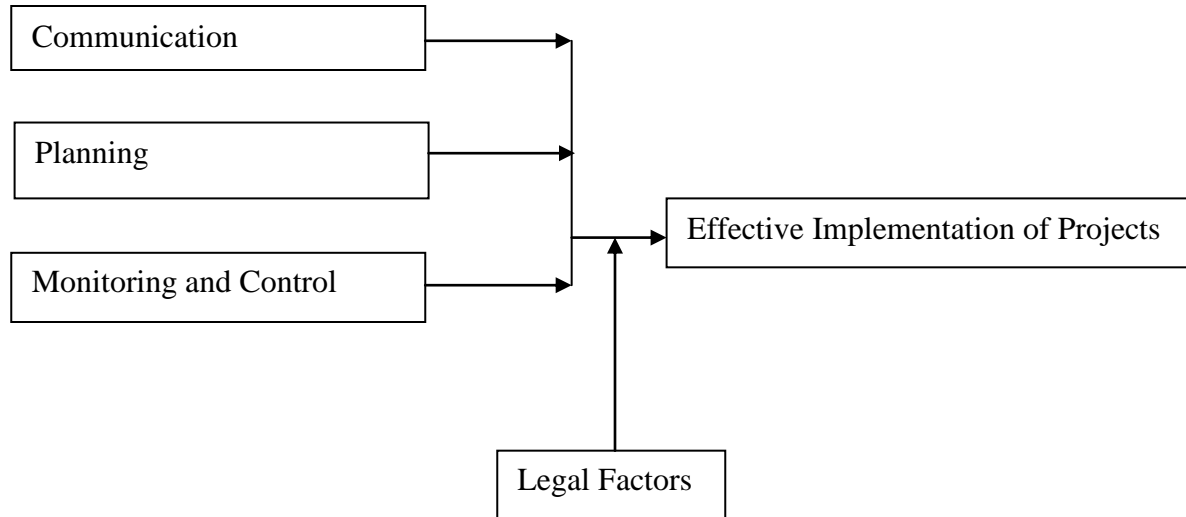 Communication
Planning
Effective Implementation of Projects
Monitoring and Control
Legal Factors